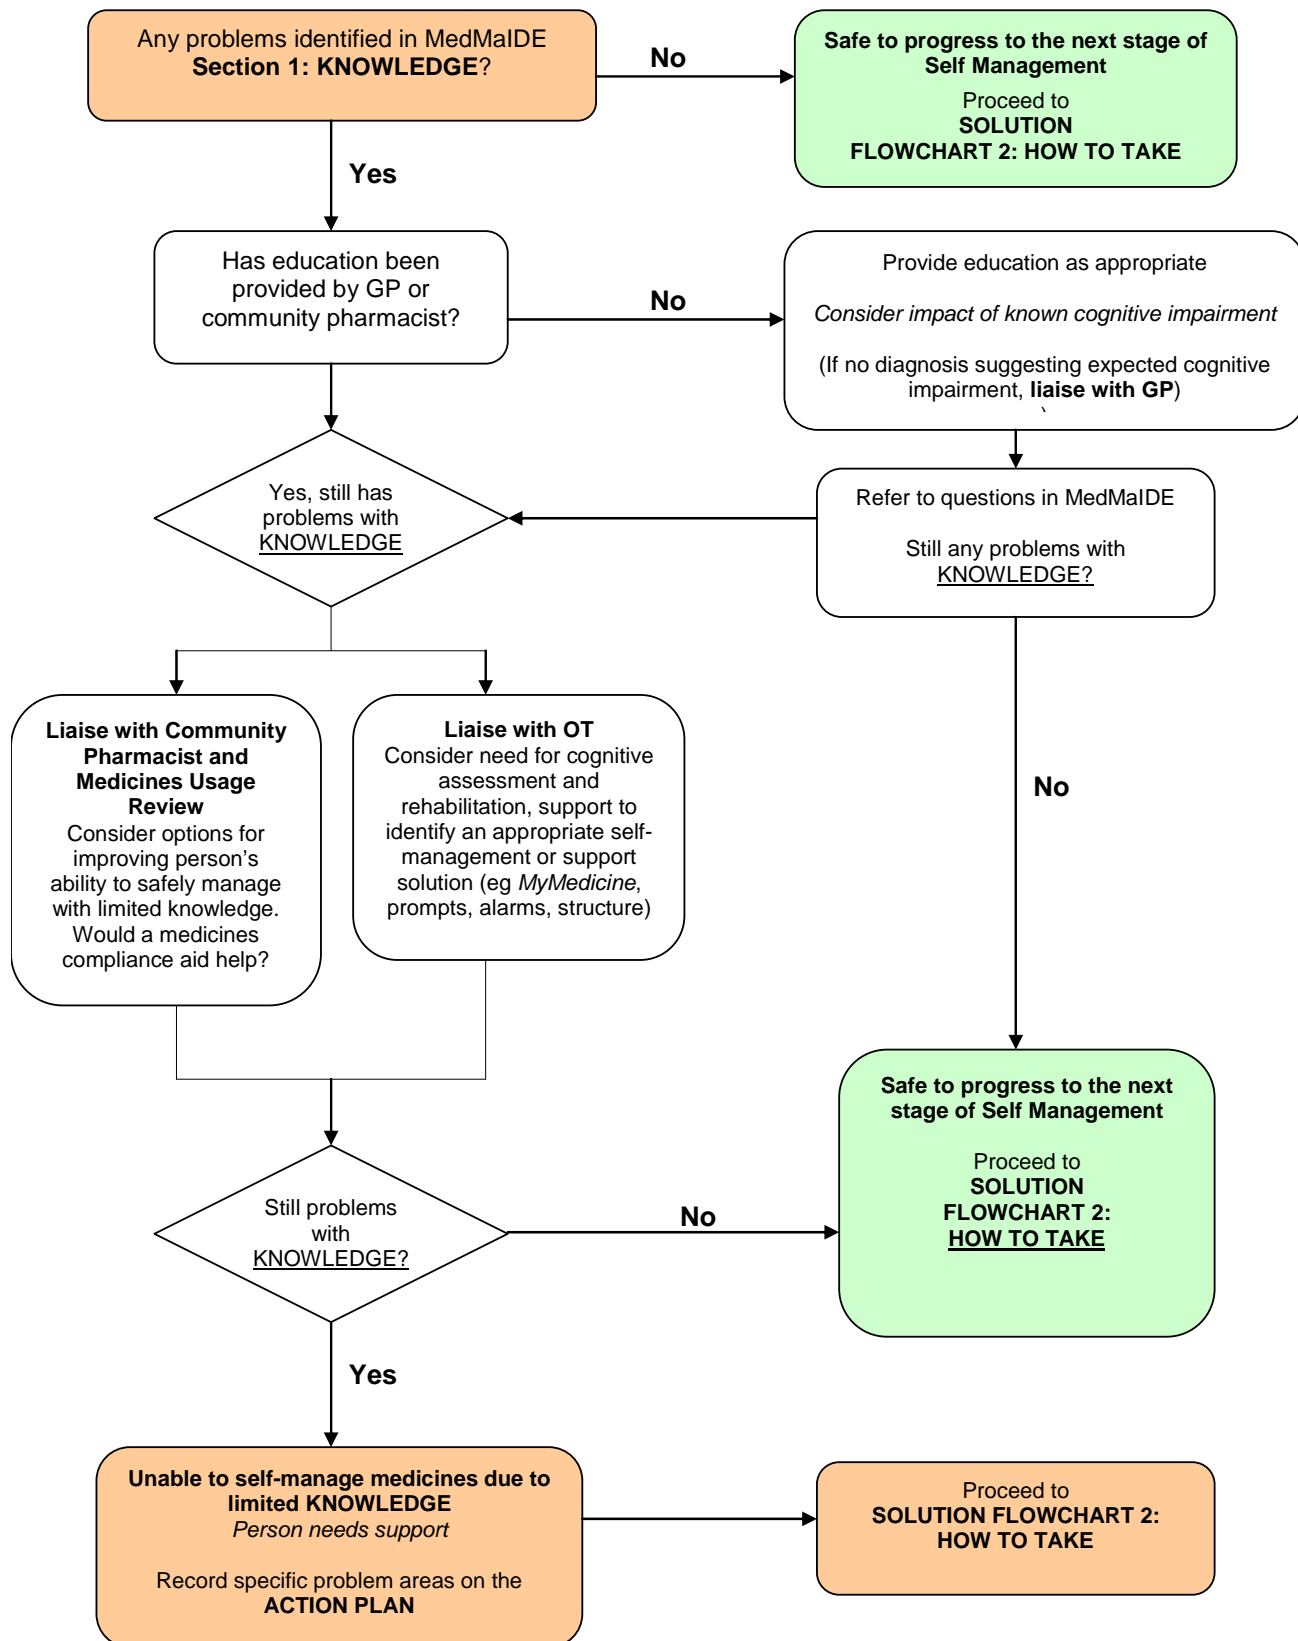 Any problems identified in MedMaIDE
Section 1: KNOWLEDGE?
No
Safe to progress to the next stage of
Self Management
Proceed to
SOLUTION
FLOWCHART 2: HOW TO TAKE
Yes
Has education been
provided by GP or
community pharmacist?
No
Provide education as appropriate
Consider impact of known cognitive impairment
(If no diagnosis suggesting expected cognitive
impairment, liaise with GP)
Yes, still has
problems with
KNOWLEDGE
Refer to questions in MedMaIDE
Still any problems with
KNOWLEDGE?
Liaise with Community
Pharmacist and
Medicines Usage
Review
Consider options for
improving person's
ability to safely manage
with limited knowledge.
Would a medicines
compliance aid help?
Liaise with OT
Consider need for cognitive
assessment and
rehabilitation, support to
identify an appropriate self-
management or support
solution (eg MyMedicine,
prompts, alarms, structure)
No
Safe to progress to the next
stage of Self Management
Proceed to
SOLUTION
FLOWCHART 2:
HOW TO TAKE
Still problems
with
KNOWLEDGE?
No
Yes
Unable to self-manage medicines due to
limited KNOWLEDGE
Person needs support
Record specific problem areas on the
ACTION PLAN
Proceed to
SOLUTION FLOWCHART 2:
HOW TO TAKE